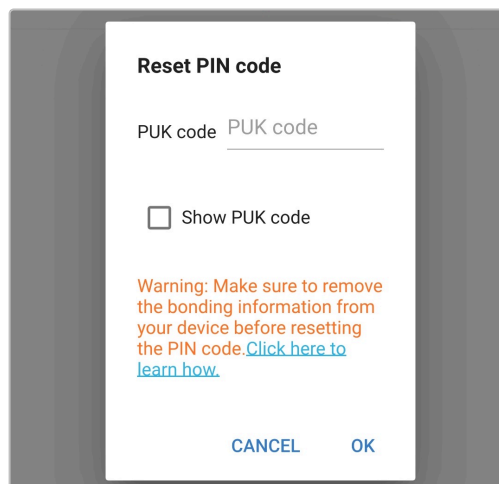 Reset PIN code
PUK code PUK code
Show PUK code
Warning: Make sure to remove
the bonding information from
your device before resetting
the PIN code.Click here to
learn how.
CANCEL OK